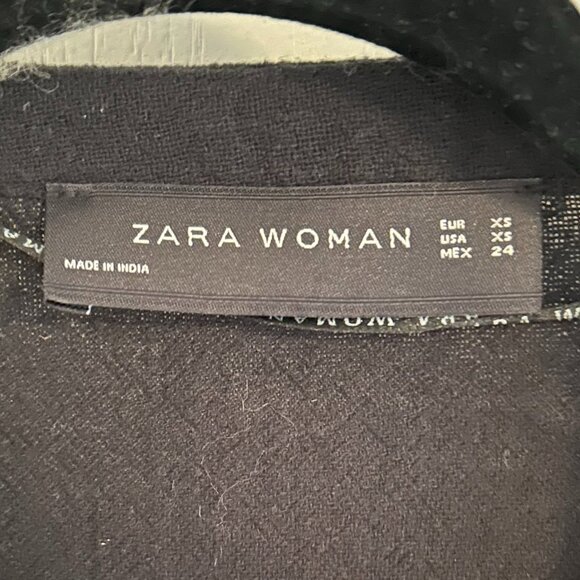 ZARA WOMAN
EUR XS
USA XS
MEX 24
MADE IN INDIA